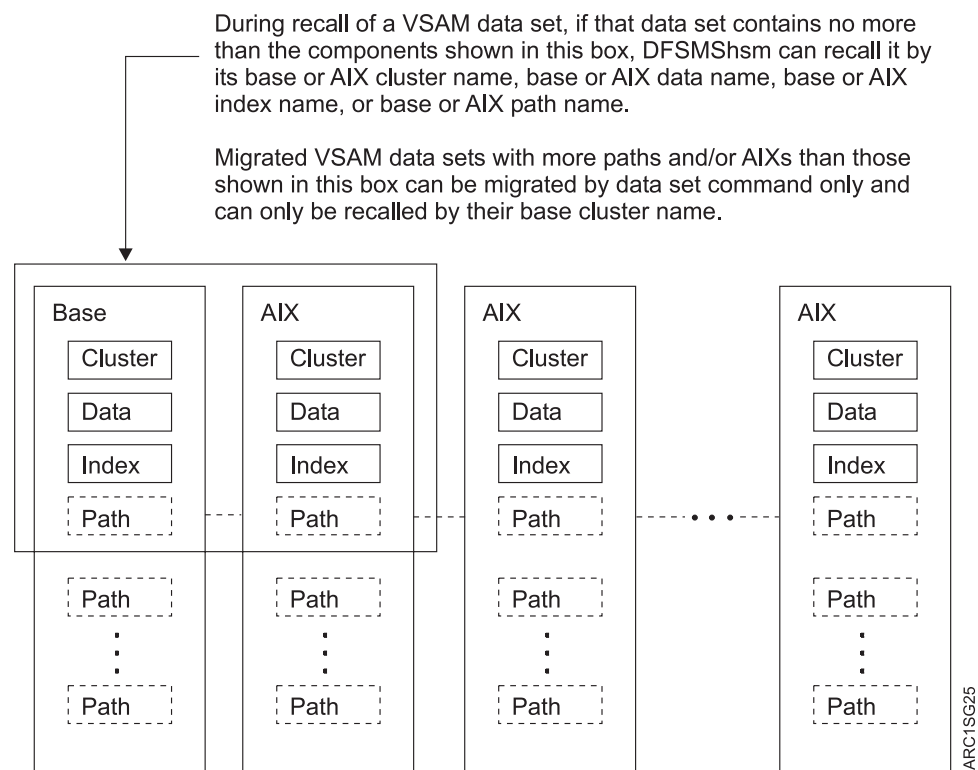 During recall of a VSAM data set, if that data set contains no more
than the components shown in this box, DFSMShsm can recall it by
its base or AIX cluster name, base or AIX data name, base or AIX
index name, or base or AIX path name.
Migrated VSAM data sets with more paths and/or AIXs than those
shown in this box can be migrated by data set command only and
can only be recalled by their base cluster name.
Base
Cluster
Data
Index
Path
Path
Path
AIX
Cluster
Data
Index
Path
Path
Path
AIX
Cluster
Data
Index
Path
Path
Path
AIX
Cluster
Data
Index
Path
Path
Path
ARC1SG25